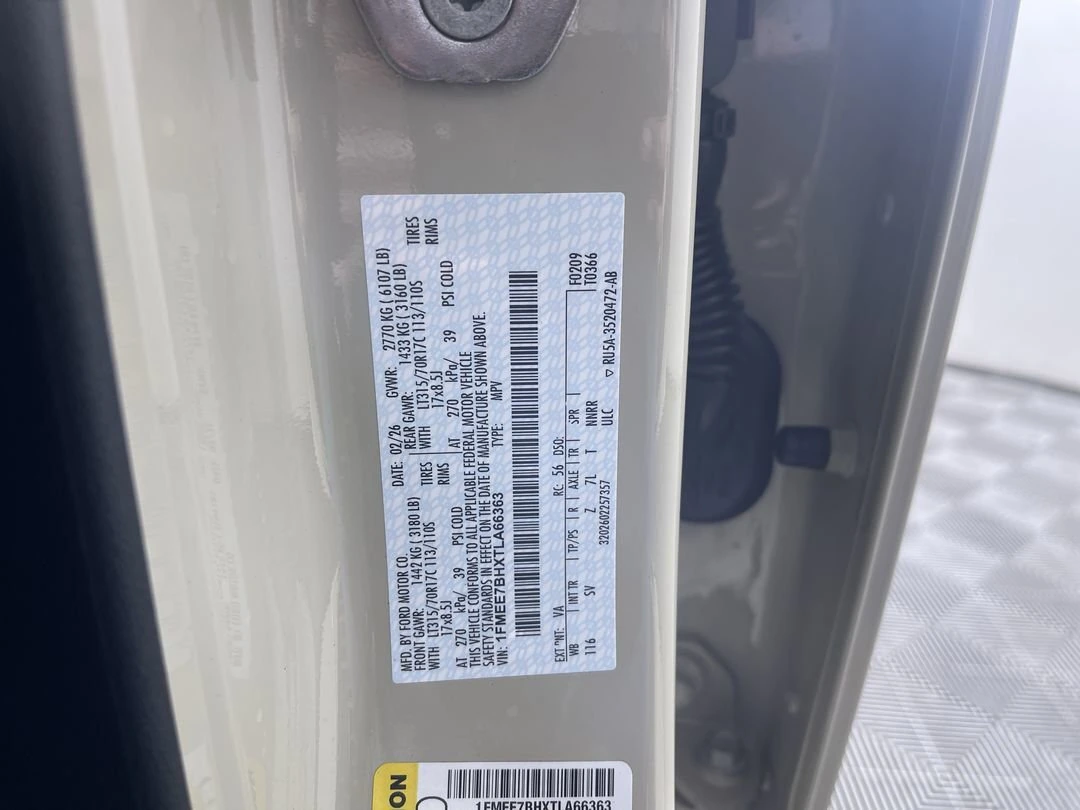 MFD. BY FORD MOTOR CO.
DATE: 02/26
GVWR: 2770 KG ( 6107 LB)
FRONT GAWR: 1442 KG ( 3180 LB)
REAR GAWR: 1433 KG ( 3160 LB)
WITH LT315/70R17C 113/110S TIRES
WITH LT315/70R17C 113/110S TIRES
17x8.5J RIMS
17x8.5J RIMS
AT 270 kPa/ 39 PSI COLD
AT 270 kPa/ 39 PSI COLD
THIS VEHICLE CONFORMS TO ALL APPLICABLE FEDERAL MOTOR VEHICLE
SAFETY STANDARDS IN EFFECT ON THE DATE OF MANUFACTURE SHOWN ABOVE.
VIN: 1FMEE7BHXTLA66363
TYPE: MPV
EXT PNT: VA RC: 56 DSO: F0209
WB INT TR TP/PS R AXLE TR SPR T0366
116 SV Z 7L T NNRR
ULC
3202602257357
▽ RU5A-3520472-AB
ON
1FMEE7BHXTLA66363